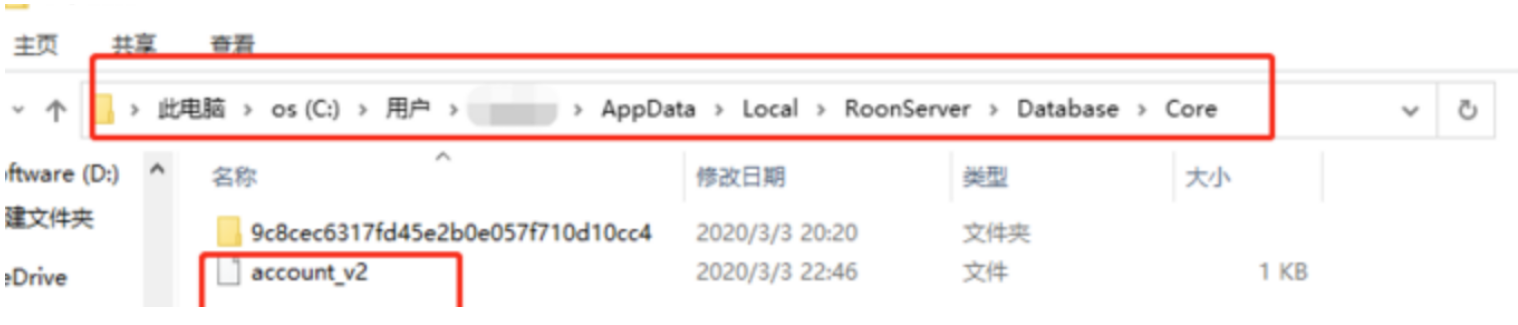 主页 共享 查看
此电脑 › os (C:) › 用户 › › AppData › Local › RoonServer › Database › Core
ftware (D:) 名称 修改日期 类型 大小
建文件夹 9c8cec6317fd45e2b0e057f710d10cc4 2020/3/3 20:20 文件夹
eDrive account_v2 2020/3/3 22:46 文件 1 KB